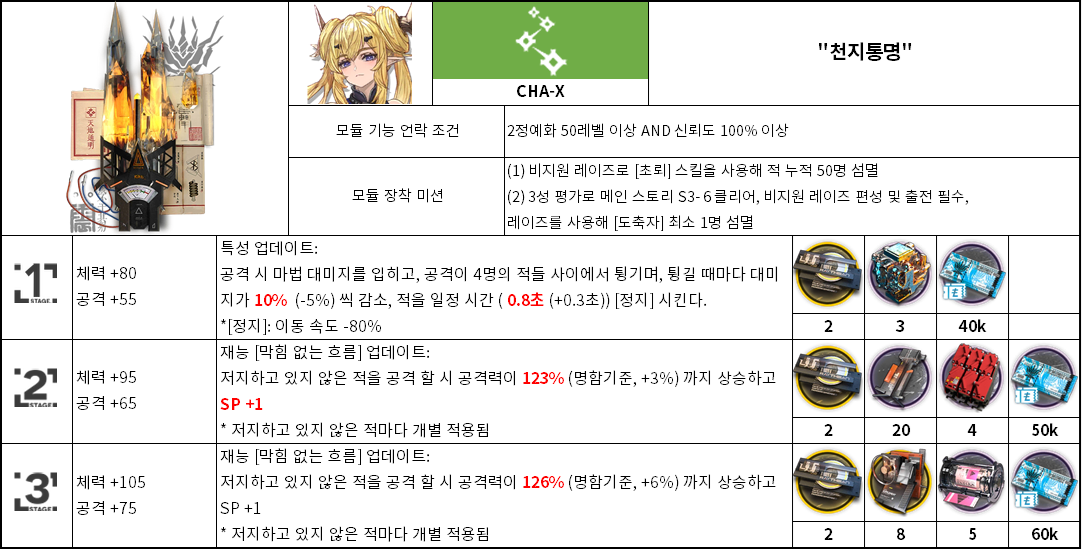 天地通明
CHA-X
"천지통명"
모듈 기능 언락 조건
2정예화 50레벨 이상 AND 신뢰도 100% 이상
모듈 장착 미션
(1) 비지원 레이즈로 [초뢰] 스킬을 사용해 적 누적 50명 섬멸
(2) 3성 평가로 메인 스토리 S3- 6 클리어, 비지원 레이즈 편성 및 출전 필수,
레이즈를 사용해 [도축자] 최소 1명 섬멸
1
STAGE
체력 +80
공격 +55
특성 업데이트:
공격 시 마법 대미지를 입히고, 공격이 4명의 적들 사이에서 튕기며, 튕길 때마다 대미
지가 10% (-5%) 씩 감소, 적을 일정 시간 ( 0.8초 (+0.3초)) [정지] 시킨다.
*[정지]: 이동 속도 -80%
2
3
40k
2
STAGE
체력 +95
공격 +65
재능 [막힘 없는 흐름] 업데이트:
저지하고 있지 않은 적을 공격 할 시 공격력이 123% (명함기준, +3%) 까지 상승하고
SP +1
* 저지하고 있지 않은 적마다 개별 적용됨
2
20
4
50k
3
STAGE
체력 +105
공격 +75
재능 [막힘 없는 흐름] 업데이트:
저지하고 있지 않은 적을 공격 할 시 공격력이 126% (명함기준, +6%) 까지 상승하고
SP +1
* 저지하고 있지 않은 적마다 개별 적용됨
2
8
5
60k